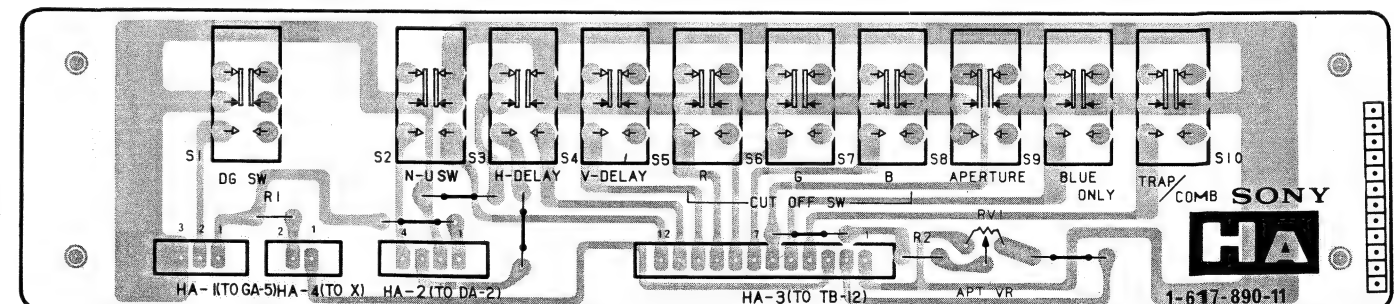 S1 S2 S3 S4 S5 S6 S7 S8 S9 S10
DG SW N-U SW H-DELAY V-DELAY R G B APERTURE BLUE ONLY TRAP/COMB
CUT OFF SW
SONY
R1
RV1
R2
3 2 1 2 1 4 1 12 7 1
HA
HA-1(TO GA-5) HA-4(TO X) HA-2(TO DA-2) HA-3(TO TB-12) APT VR 1-617-890-11